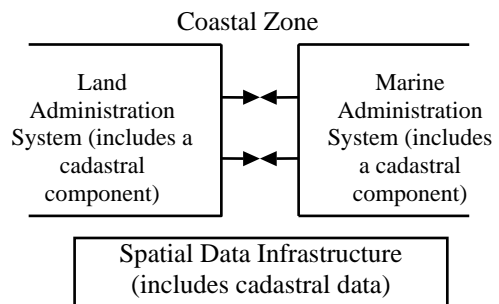 Coastal Zone
Land
Administration
System (includes a
cadastral
component)
Marine
Administration
System (includes
a cadastral
component)
Spatial Data Infrastructure
(includes cadastral data)